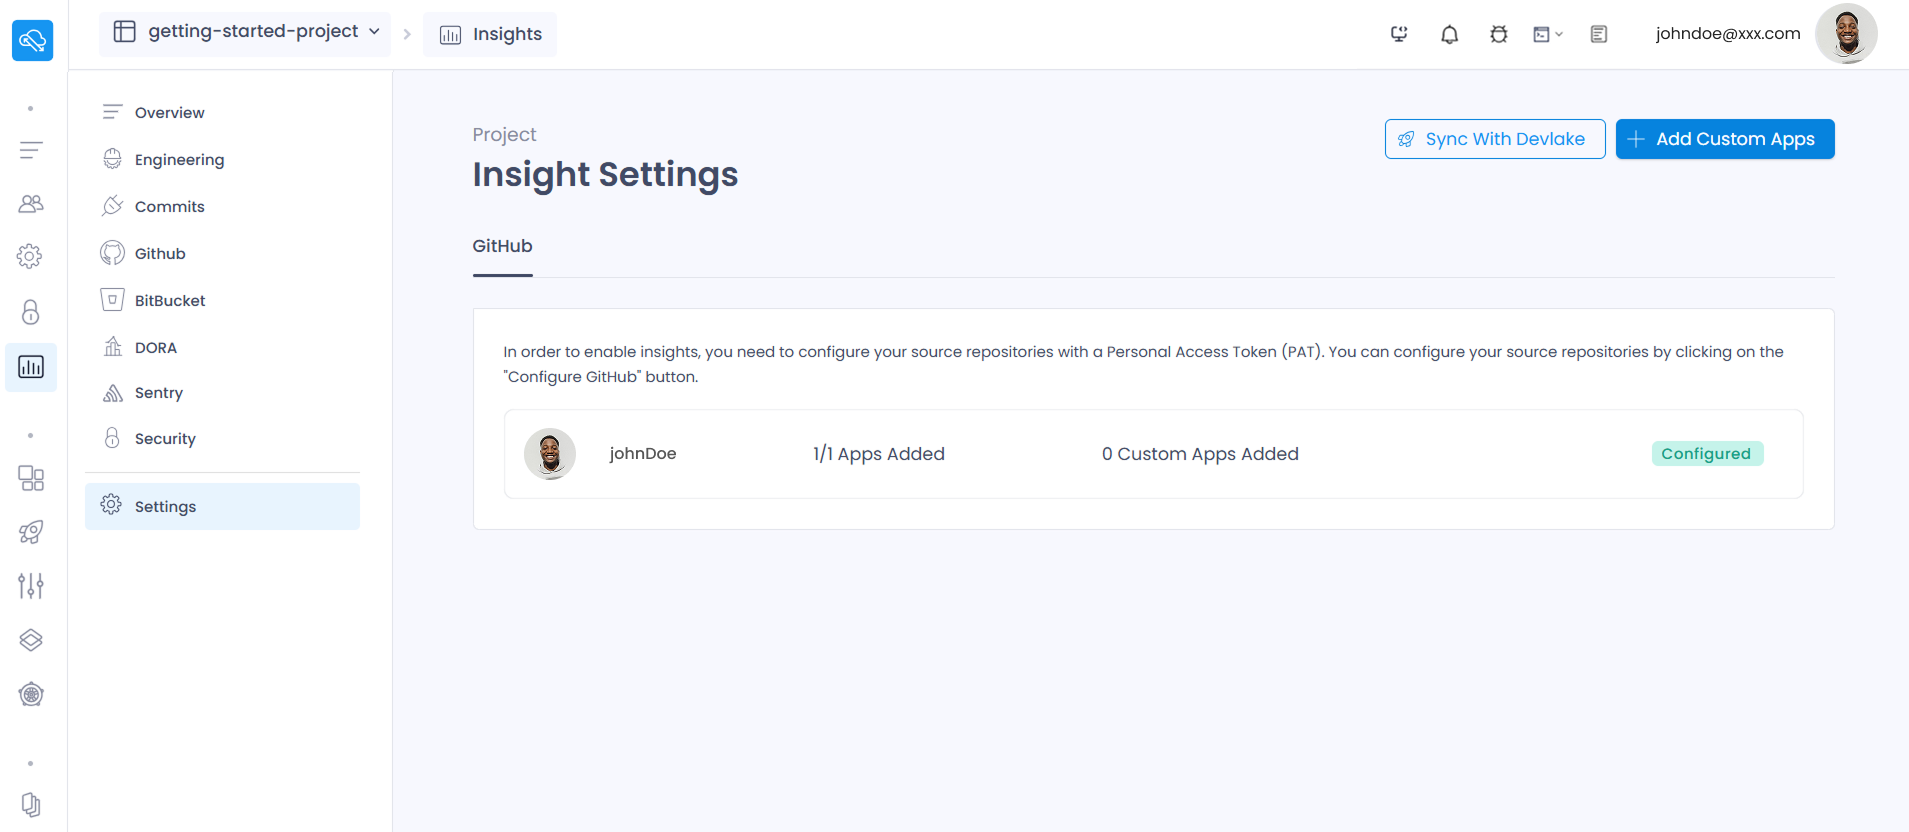 getting-started-project
Insights
johndoe@xxx.com
Overview
Engineering
Commits
Github
BitBucket
DORA
Sentry
Security
Settings
Project
Insight Settings
Sync With Devlake
Add Custom Apps
GitHub
In order to enable insights, you need to configure your source repositories with a Personal Access Token (PAT). You can configure your source repositories by clicking on the
"Configure GitHub" button.
johnDoe
1/1 Apps Added
0 Custom Apps Added
Configured